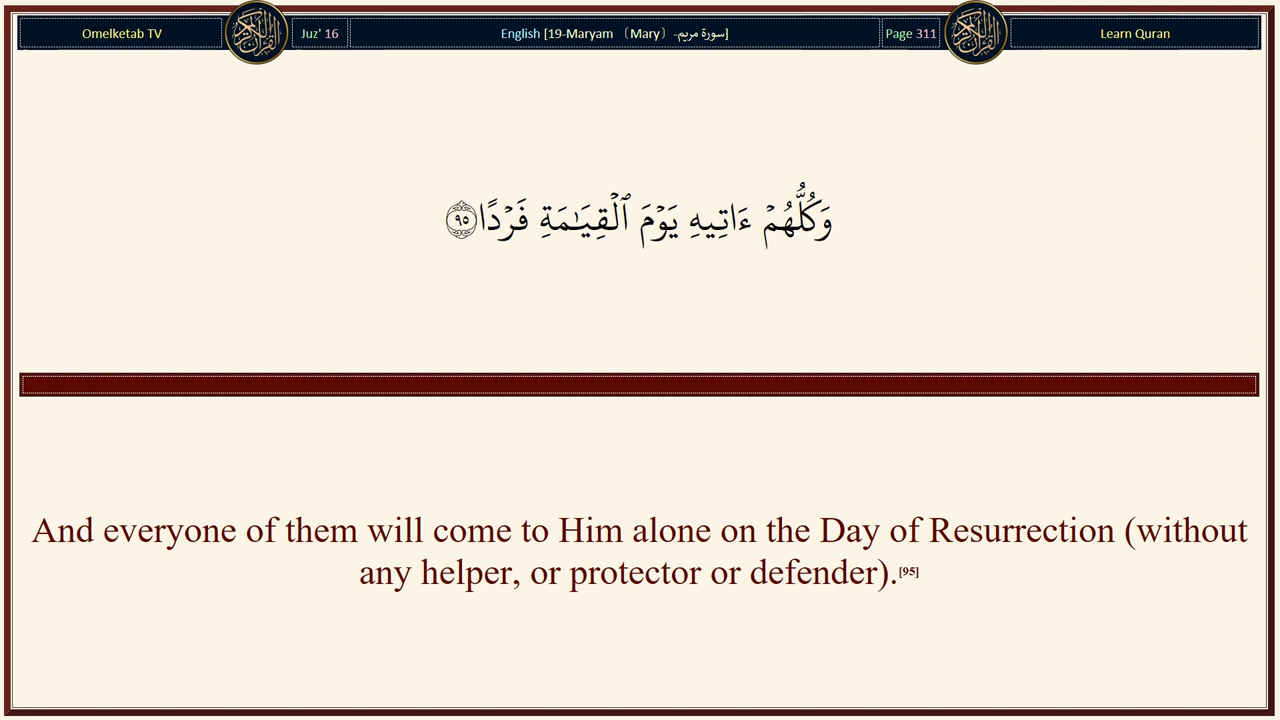 Omelketab TV
Juz' 16
English [19-Maryam （Mary） -سورة مريم]
Page 311
Learn Quran
وَكُلُّهُمۡ ءَاتِيهِ يَوۡمَ ٱلۡقِيَٰمَةِ فَرۡدًا ٩٥
And everyone of them will come to Him alone on the Day of Resurrection (without
any helper, or protector or defender).[95]